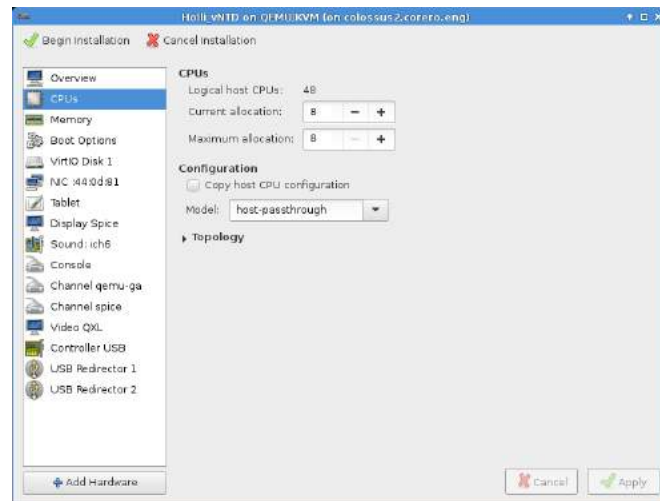 Holli_vNTD on QEMU/KVM (on colossus2.corero.eng)
Begin Installation
Cancel Installation
Overview
CPUs
Memory
Boot Options
VirtIO Disk 1
NIC :44:0d:81
Tablet
Display Spice
Sound: ich6
Console
Channel qemu-ga
Channel spice
Video QXL
Controller USB
USB Redirector 1
USB Redirector 2
Add Hardware
CPUs
Logical host CPUs: 48
Current allocation: 8
Maximum allocation: 8
Configuration
Copy host CPU configuration
Model: host-passthrough
Topology
Cancel
Apply